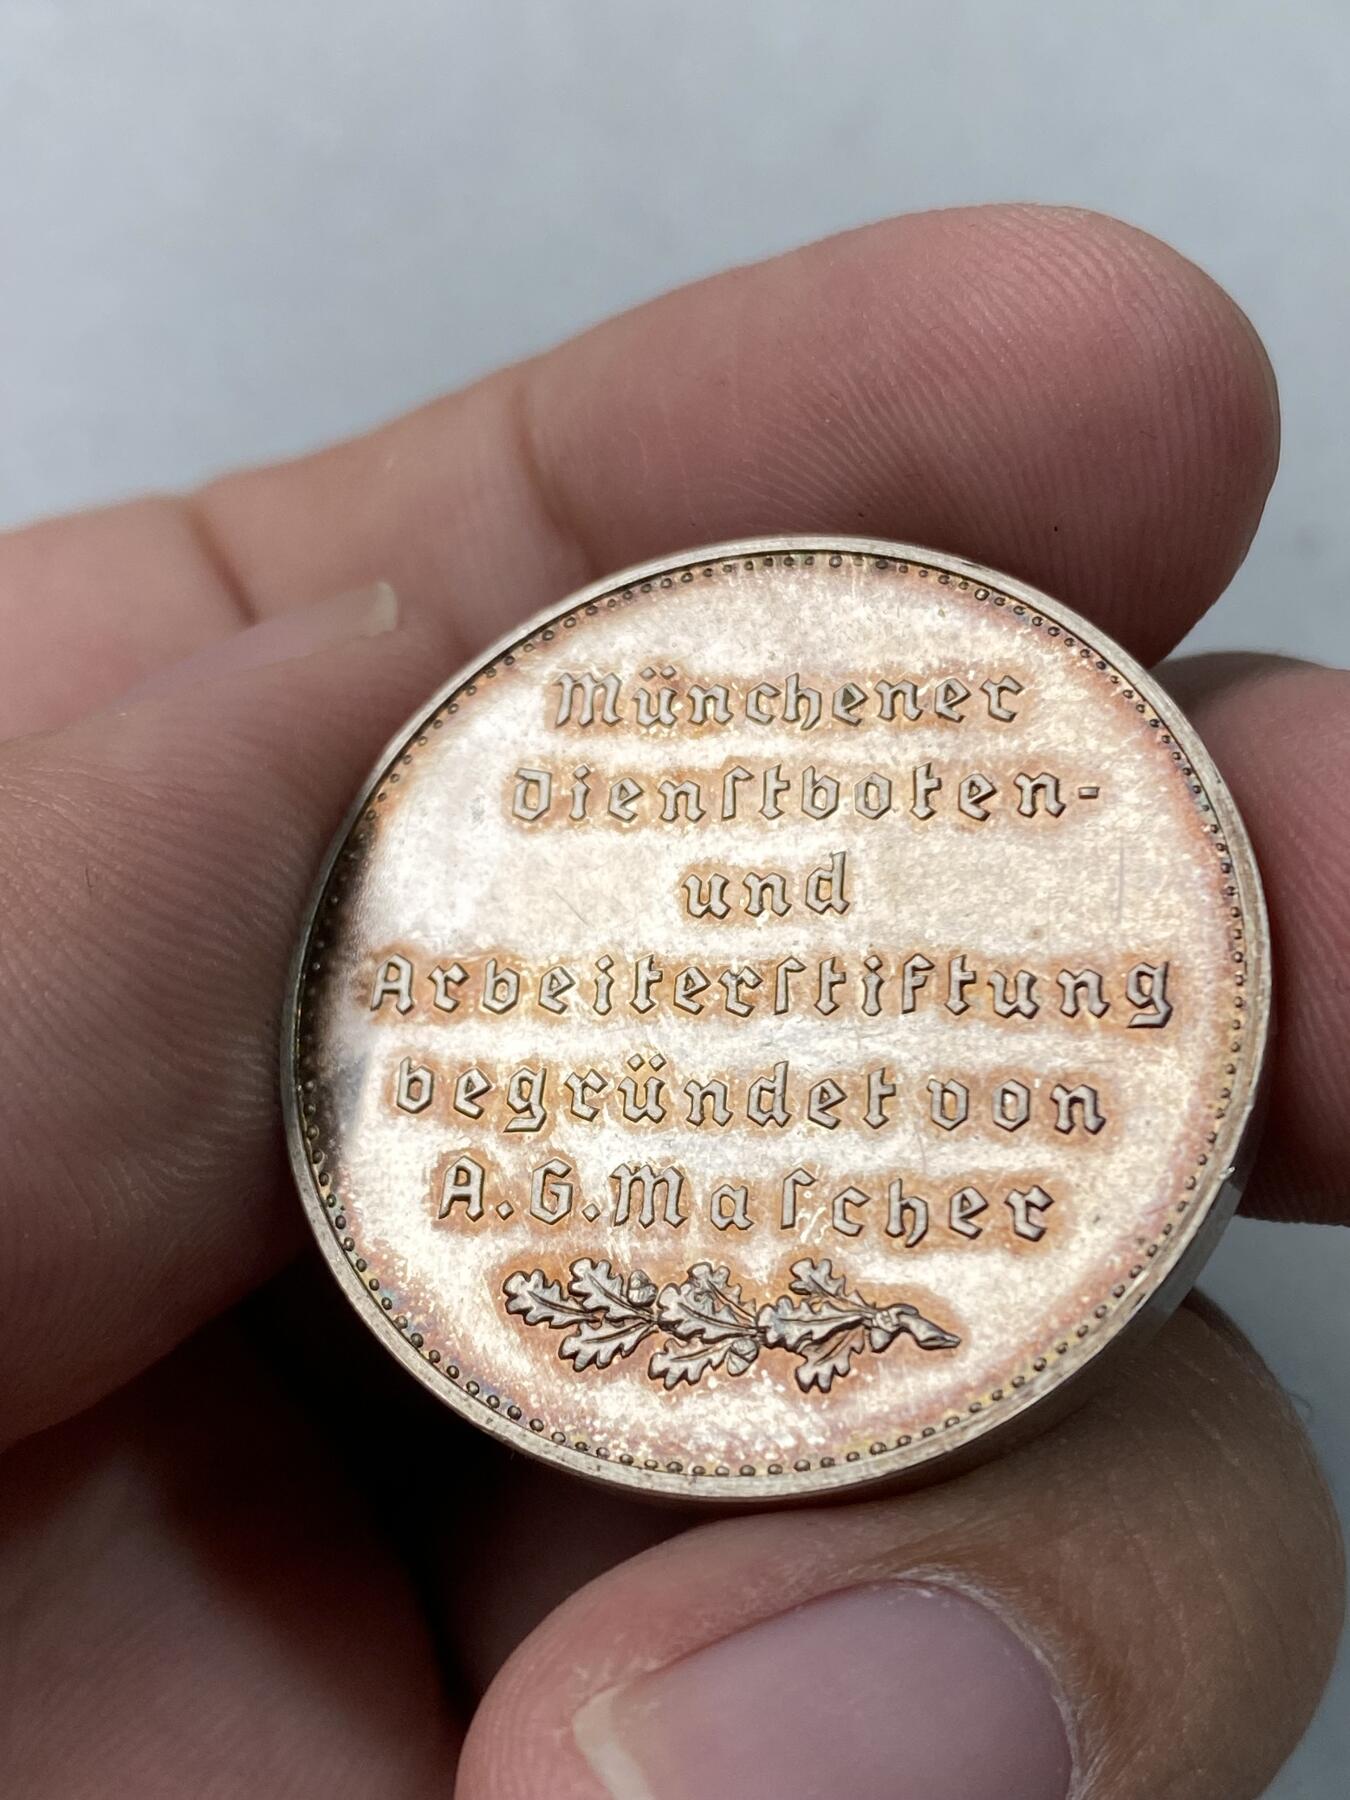 Münchener
Dienſtboten-
und
Arbeiterſtiftung
begründet von
A.G.Maſcher